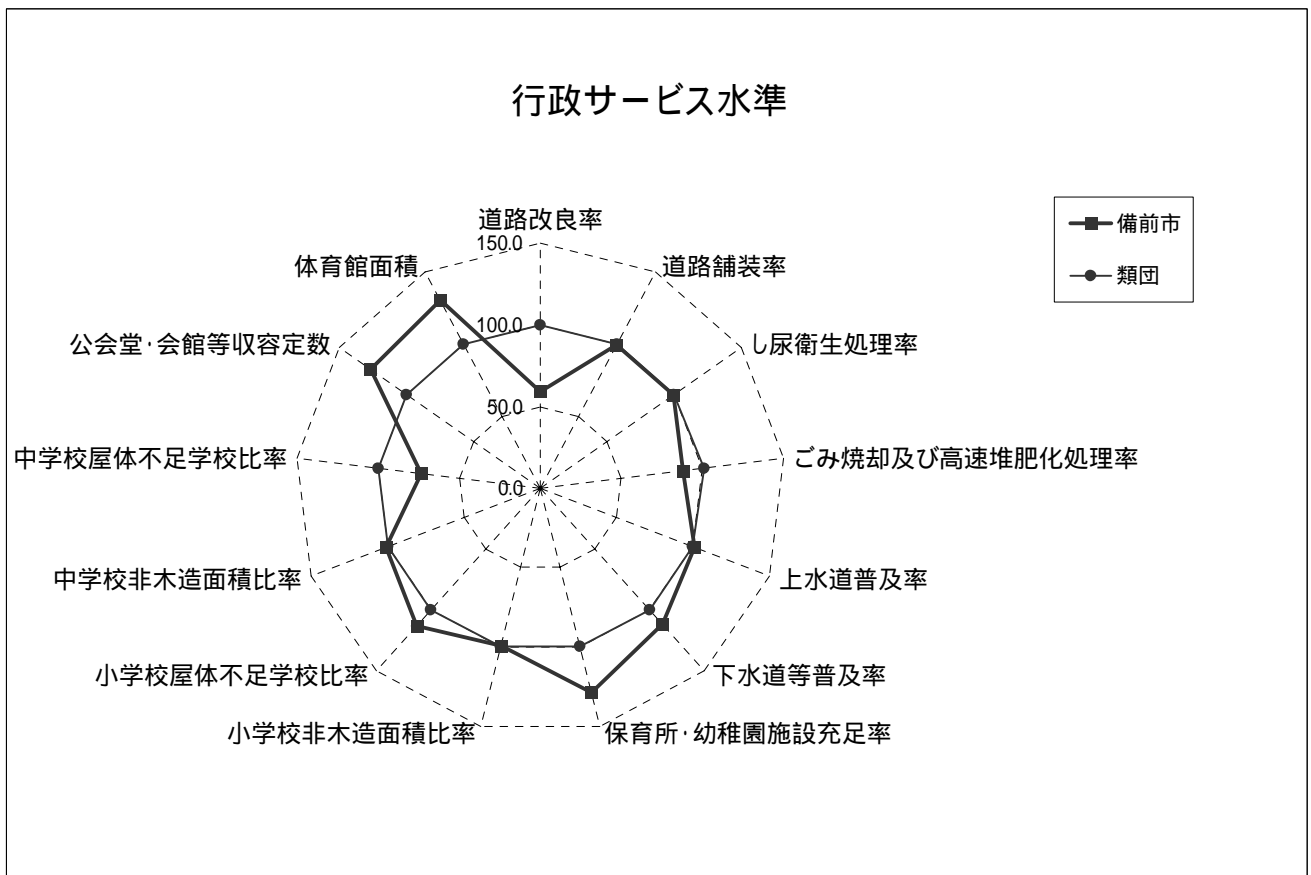 行政サービス水準
備前市
類団
道路改良率
道路舗装率
し尿衛生処理率
ごみ焼却及び高速堆肥化処理率
上水道普及率
下水道等普及率
保育所・幼稚園施設充足率
小学校非木造面積比率
小学校屋体不足学校比率
中学校非木造面積比率
中学校屋体不足学校比率
公会堂・会館等収容定数
体育館面積
150.0
100.0
50.0
0.0